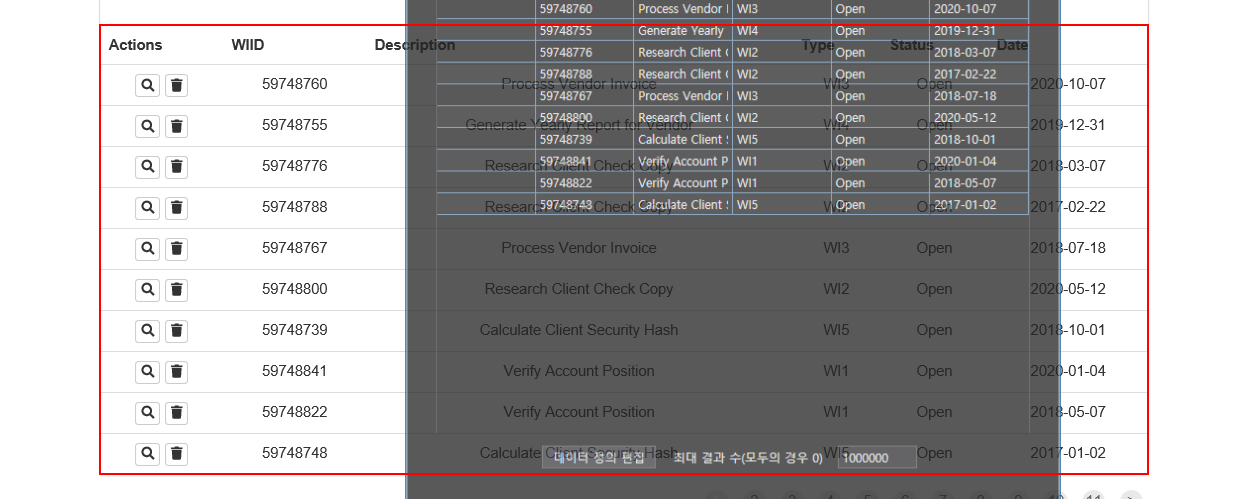 59748760 Process Vendor I WI3 Open 2020-10-07
59748755 Generate Yearly WI4 Open 2019-12-31
Actions WIID Description Type Status Date
59748776 Research Client C WI2 Open 2018-03-07
59748788 Research Client C WI2 Open 2017-02-22
59748760 Process Vendor Invoice WI3 Open 2020-10-07
59748767 Process Vendor I WI3 Open 2018-07-18
59748800 Research Client C WI2 Open 2020-05-12
59748755 Generate Yearly Report for Vendor WI4 Open 2019-12-31
59748739 Calculate Client S WI5 Open 2018-10-01
59748841 Verify Account P WI1 Open 2020-01-04
59748776 Research Client Check Copy WI2 Open 2018-03-07
59748822 Verify Account P WI1 Open 2018-05-07
59748743 Calculate Client S WI5 Open 2017-01-02
59748788 Research Client Check Copy WI2 Open 2017-02-22
59748767 Process Vendor Invoice WI3 Open 2018-07-18
59748800 Research Client Check Copy WI2 Open 2020-05-12
59748739 Calculate Client Security Hash WI5 Open 2018-10-01
59748841 Verify Account Position WI1 Open 2020-01-04
59748822 Verify Account Position WI1 Open 2018-05-07
59748748 Calculate Client Security Hash WI5 Open 2017-01-02
데이터 정의 편집 최대 결과 수(모두의 경우 0) 1000000